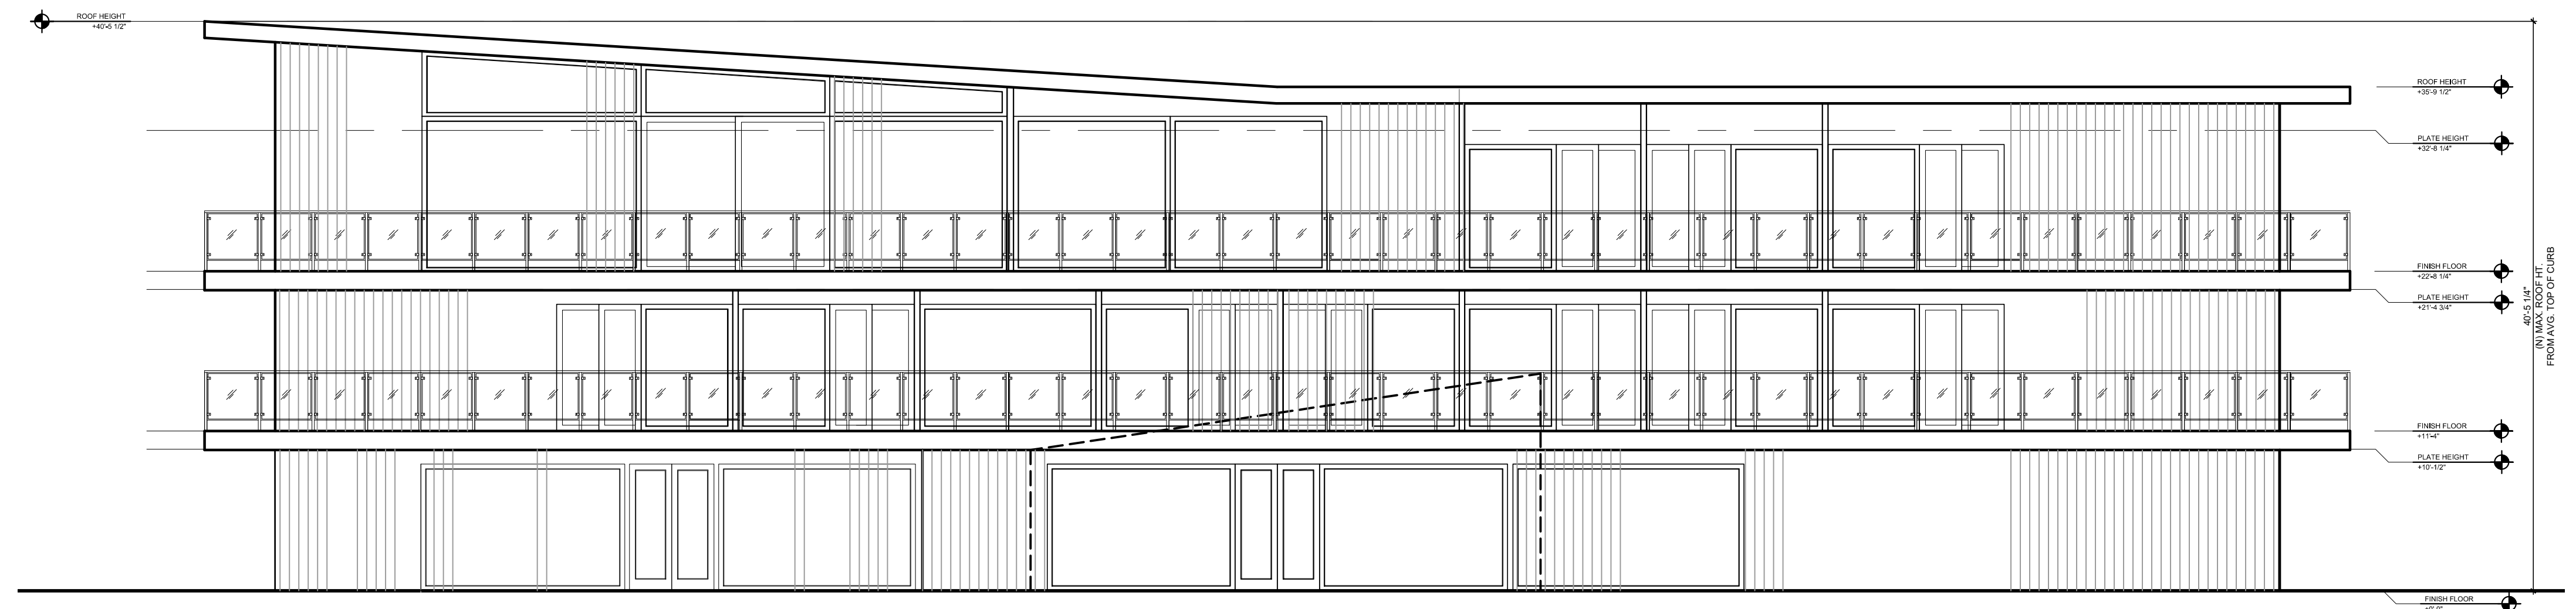 ROOF HEIGHT
+40'-5 1/2"
ROOF HEIGHT
+35'-9 1/2"
PLATE HEIGHT
+32'-8 1/4"
FINISH FLOOR
+22'-8 1/4"
PLATE HEIGHT
+21'-4 3/4"
40'-5 1/4"
(N) MAX. ROOF HT.
FROM AVG. TOP OF CURB
FINISH FLOOR
+11'-4"
PLATE HEIGHT
+10'-1/2"
FINISH FLOOR